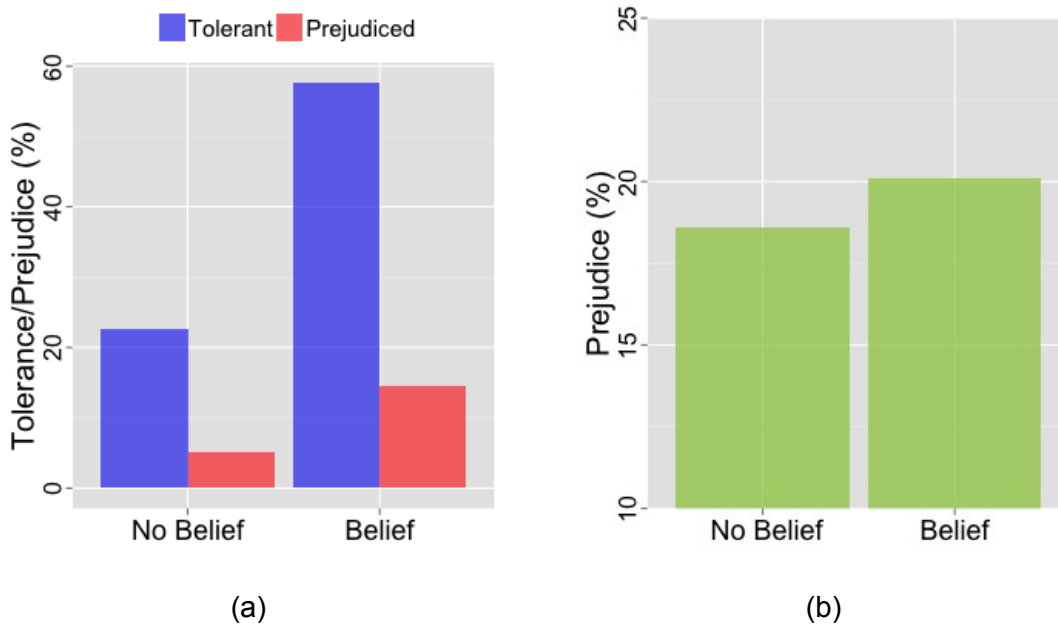 Tolerant Prejudiced
Tolerance/Prejudice (%)
60
40
20
0
No Belief Belief
(a)
Prejudice (%)
25
20
15
10
No Belief Belief
(b)